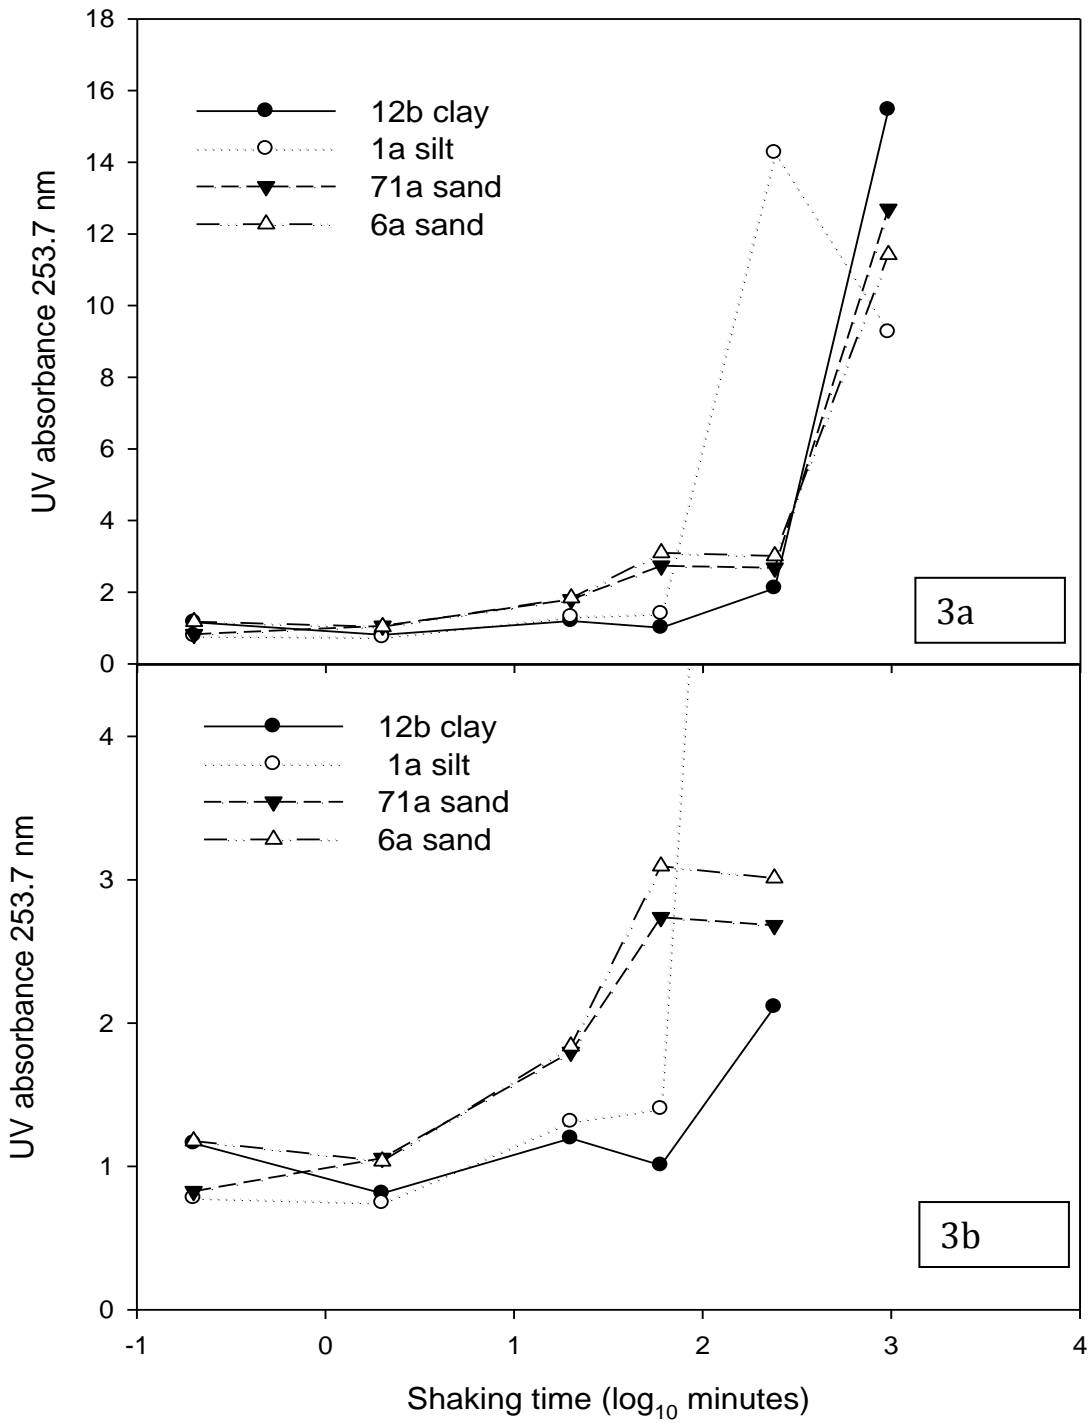 18
16
14
12
10
8
6
4
2
0
UV absorbance 253.7 nm
12b clay
1a silt
71a sand
6a sand
3a
4
3
2
1
0
UV absorbance 253.7 nm
12b clay
1a silt
71a sand
6a sand
3b
-1 0 1 2 3 4
Shaking time (log10 minutes)